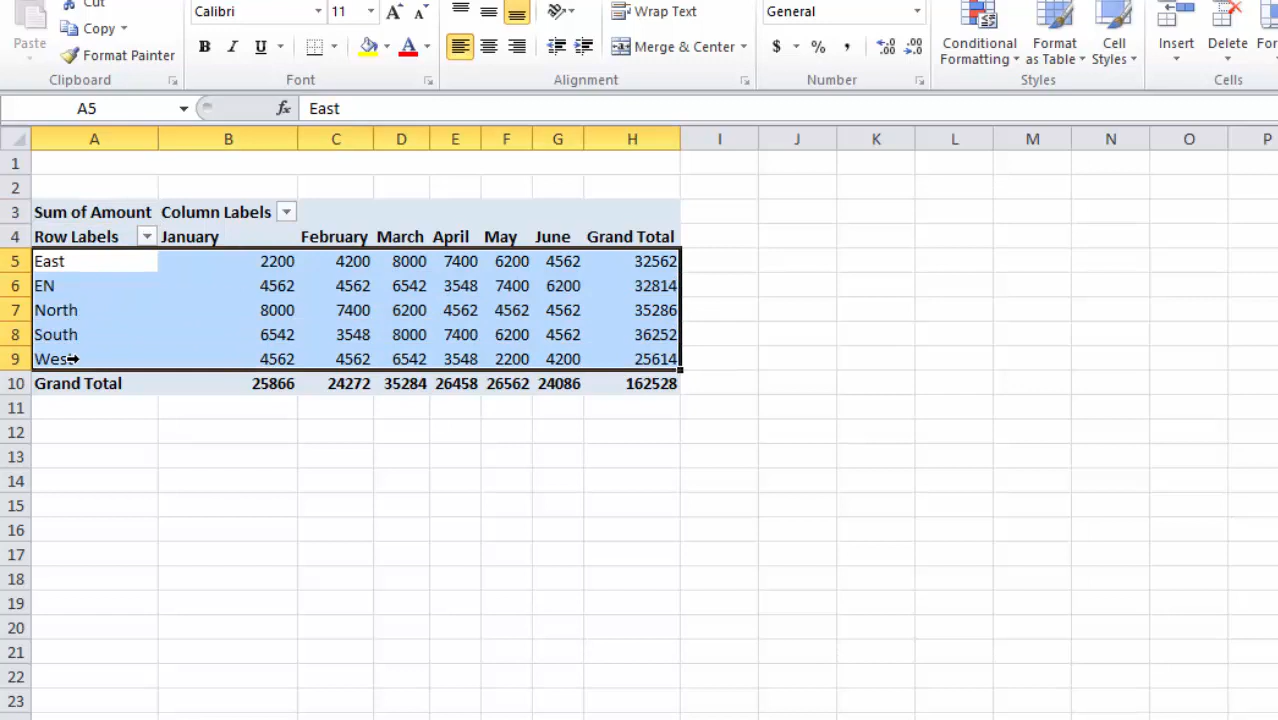 Cut
Calibri 11 A A Wrap Text General
Paste Copy
Format Painter B I U A Merge & Center $ % , .0 .00 .00 .0 Conditional Formatting Format as Table Cell Styles Insert Delete
Clipboard Font Alignment Number Styles Cells
A5 fx East
A B C D E F G H I J K L M N O P
1
2
3 Sum of Amount Column Labels
4 Row Labels January February March April May June Grand Total
5 East 2200 4200 8000 7400 6200 4562 32562
6 EN 4562 4562 6542 3548 7400 6200 32814
7 North 8000 7400 6200 4562 4562 4562 35286
8 South 6542 3548 8000 7400 6200 4562 36252
9 West 4562 4562 6542 3548 2200 4200 25614
10 Grand Total 25866 24272 35284 26458 26562 24086 162528
11
12
13
14
15
16
17
18
19
20
21
22
23